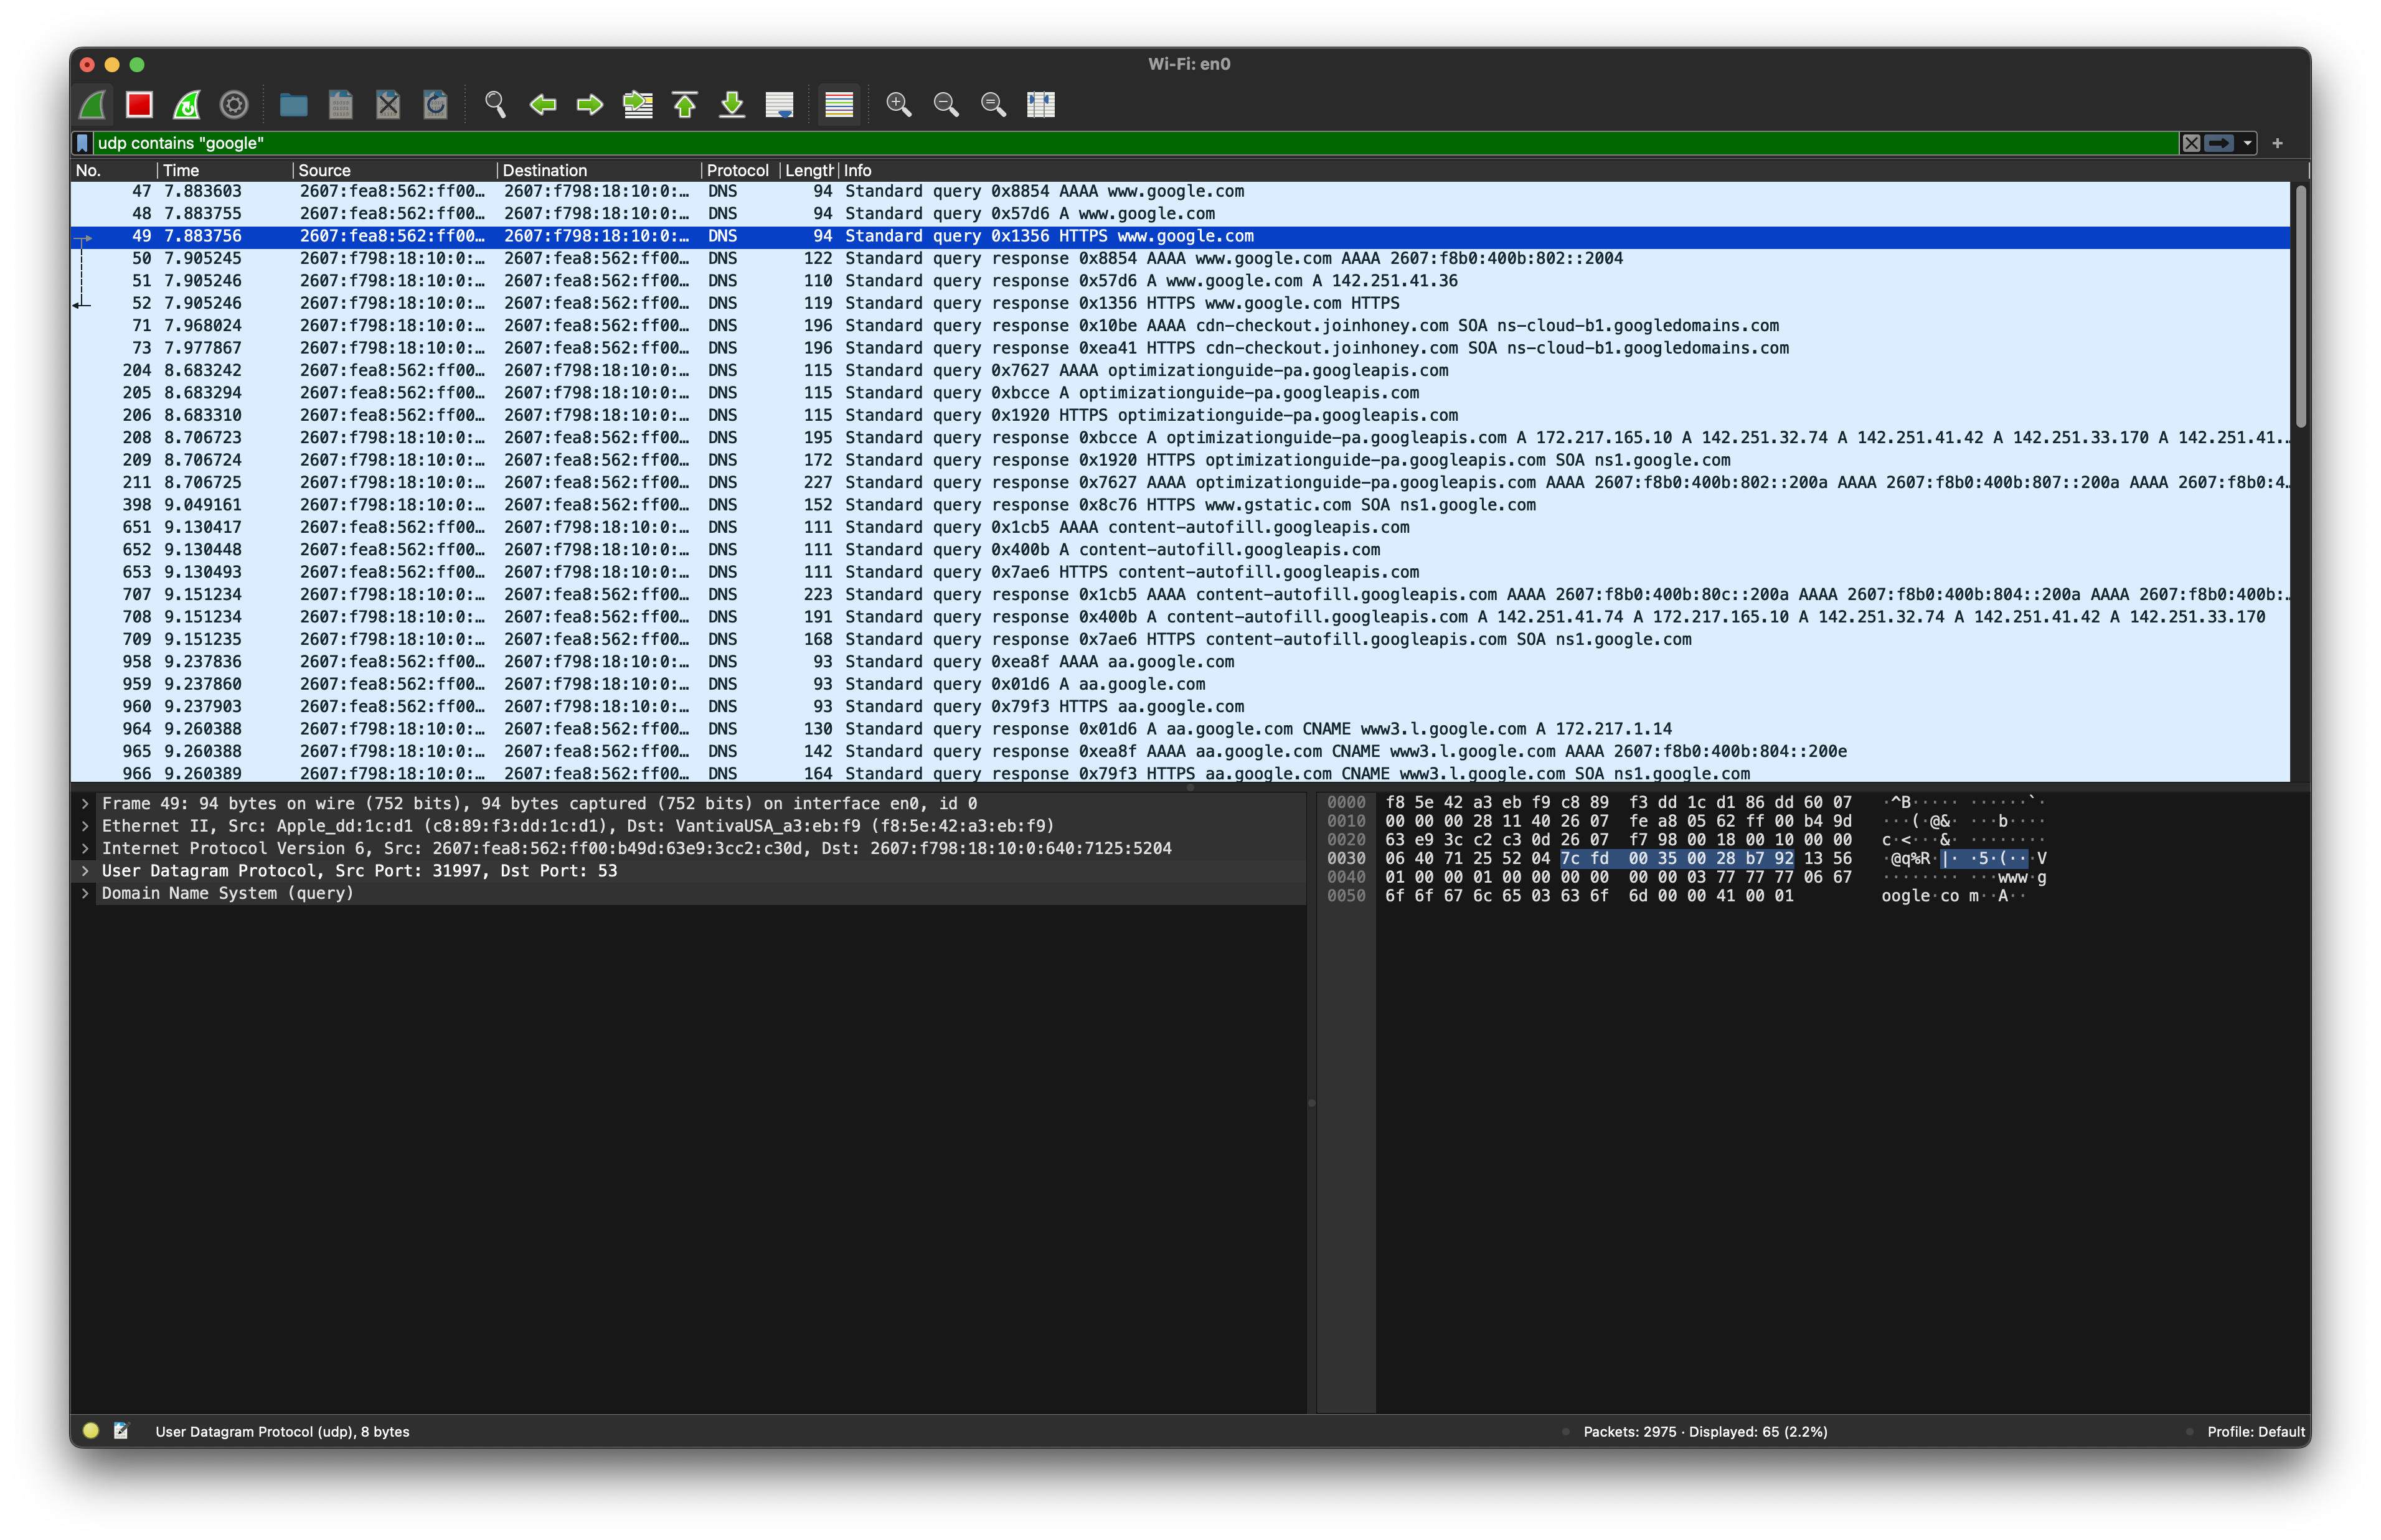 Wi-Fi: en0
udp contains "google"
No. Time Source Destination Protocol Length Info
47 7.883603 2607:fea8:562:ff00… 2607:f798:18:10:0:… DNS 94 Standard query 0x8854 AAAA www.google.com
48 7.883755 2607:fea8:562:ff00… 2607:f798:18:10:0:… DNS 94 Standard query 0x57d6 A www.google.com
49 7.883756 2607:fea8:562:ff00… 2607:f798:18:10:0:… DNS 94 Standard query 0x1356 HTTPS www.google.com
50 7.905245 2607:f798:18:10:0:… 2607:fea8:562:ff00… DNS 122 Standard query response 0x8854 AAAA www.google.com AAAA 2607:f8b0:400b:802::2004
51 7.905246 2607:f798:18:10:0:… 2607:fea8:562:ff00… DNS 110 Standard query response 0x57d6 A www.google.com A 142.251.41.36
52 7.905246 2607:f798:18:10:0:… 2607:fea8:562:ff00… DNS 119 Standard query response 0x1356 HTTPS www.google.com HTTPS
71 7.968024 2607:f798:18:10:0:… 2607:fea8:562:ff00… DNS 196 Standard query response 0x10be AAAA cdn-checkout.joinhoney.com SOA ns-cloud-b1.googledomains.com
73 7.977867 2607:f798:18:10:0:… 2607:fea8:562:ff00… DNS 196 Standard query response 0xea41 HTTPS cdn-checkout.joinhoney.com SOA ns-cloud-b1.googledomains.com
204 8.683242 2607:fea8:562:ff00… 2607:f798:18:10:0:… DNS 115 Standard query 0x7627 AAAA optimizationguide-pa.googleapis.com
205 8.683294 2607:fea8:562:ff00… 2607:f798:18:10:0:… DNS 115 Standard query 0xbcce A optimizationguide-pa.googleapis.com
206 8.683310 2607:fea8:562:ff00… 2607:f798:18:10:0:… DNS 115 Standard query 0x1920 HTTPS optimizationguide-pa.googleapis.com
208 8.706723 2607:f798:18:10:0:… 2607:fea8:562:ff00… DNS 195 Standard query response 0xbcce A optimizationguide-pa.googleapis.com A 172.217.165.10 A 142.251.32.74 A 142.251.41.42 A 142.251.33.170 A 142.251.41…
209 8.706724 2607:f798:18:10:0:… 2607:fea8:562:ff00… DNS 172 Standard query response 0x1920 HTTPS optimizationguide-pa.googleapis.com SOA ns1.google.com
211 8.706725 2607:f798:18:10:0:… 2607:fea8:562:ff00… DNS 227 Standard query response 0x7627 AAAA optimizationguide-pa.googleapis.com AAAA 2607:f8b0:400b:802::200a AAAA 2607:f8b0:400b:807::200a AAAA 2607:f8b0:4…
398 9.049161 2607:f798:18:10:0:… 2607:fea8:562:ff00… DNS 152 Standard query response 0x8c76 HTTPS www.gstatic.com SOA ns1.google.com
651 9.130417 2607:fea8:562:ff00… 2607:f798:18:10:0:… DNS 111 Standard query 0x1cb5 AAAA content-autofill.googleapis.com
652 9.130448 2607:fea8:562:ff00… 2607:f798:18:10:0:… DNS 111 Standard query 0x400b A content-autofill.googleapis.com
653 9.130493 2607:fea8:562:ff00… 2607:f798:18:10:0:… DNS 111 Standard query 0x7ae6 HTTPS content-autofill.googleapis.com
707 9.151234 2607:f798:18:10:0:… 2607:fea8:562:ff00… DNS 223 Standard query response 0x1cb5 AAAA content-autofill.googleapis.com AAAA 2607:f8b0:400b:80c::200a AAAA 2607:f8b0:400b:804::200a AAAA 2607:f8b0:400b:…
708 9.151234 2607:f798:18:10:0:… 2607:fea8:562:ff00… DNS 191 Standard query response 0x400b A content-autofill.googleapis.com A 142.251.41.74 A 172.217.165.10 A 142.251.32.74 A 142.251.41.42 A 142.251.33.170
709 9.151235 2607:f798:18:10:0:… 2607:fea8:562:ff00… DNS 168 Standard query response 0x7ae6 HTTPS content-autofill.googleapis.com SOA ns1.google.com
958 9.237836 2607:fea8:562:ff00… 2607:f798:18:10:0:… DNS 93 Standard query 0xea8f AAAA aa.google.com
959 9.237860 2607:fea8:562:ff00… 2607:f798:18:10:0:… DNS 93 Standard query 0x01d6 A aa.google.com
960 9.237903 2607:fea8:562:ff00… 2607:f798:18:10:0:… DNS 93 Standard query 0x79f3 HTTPS aa.google.com
964 9.260388 2607:f798:18:10:0:… 2607:fea8:562:ff00… DNS 130 Standard query response 0x01d6 A aa.google.com CNAME www3.l.google.com A 172.217.1.14
965 9.260388 2607:f798:18:10:0:… 2607:fea8:562:ff00… DNS 142 Standard query response 0xea8f AAAA aa.google.com CNAME www3.l.google.com AAAA 2607:f8b0:400b:804::200e
966 9.260389 2607:f798:18:10:0:… 2607:fea8:562:ff00… DNS 164 Standard query response 0x79f3 HTTPS aa.google.com CNAME www3.l.google.com SOA ns1.google.com
Frame 49: 94 bytes on wire (752 bits), 94 bytes captured (752 bits) on interface en0, id 0
Ethernet II, Src: Apple_dd:1c:d1 (c8:89:f3:dd:1c:d1), Dst: VantivaUSA_a3:eb:f9 (f8:5e:42:a3:eb:f9)
Internet Protocol Version 6, Src: 2607:fea8:562:ff00:b49d:63e9:3cc2:c30d, Dst: 2607:f798:18:10:0:640:7125:5204
User Datagram Protocol, Src Port: 31997, Dst Port: 53
Domain Name System (query)
0000 f8 5e 42 a3 eb f9 c8 89 f3 dd 1c d1 86 dd 60 07 ·^B····· ······`·
0010 00 00 00 28 11 40 26 07 fe a8 05 62 ff 00 b4 9d ···(·@&· ···b····
0020 63 e9 3c c2 c3 0d 26 07 f7 98 00 18 00 10 00 00 c·<···&· ········
0030 06 40 71 25 52 04 7c fd 00 35 00 28 b7 92 13 56 ·@q%R·|· ·5·(···V
0040 01 00 00 01 00 00 00 00 00 00 03 77 77 77 06 67 ········ ···www·g
0050 6f 6f 67 6c 65 03 63 6f 6d 00 00 41 00 01 oogle·co m··A··
User Datagram Protocol (udp), 8 bytes
Packets: 2975 · Displayed: 65 (2.2%)
Profile: Default